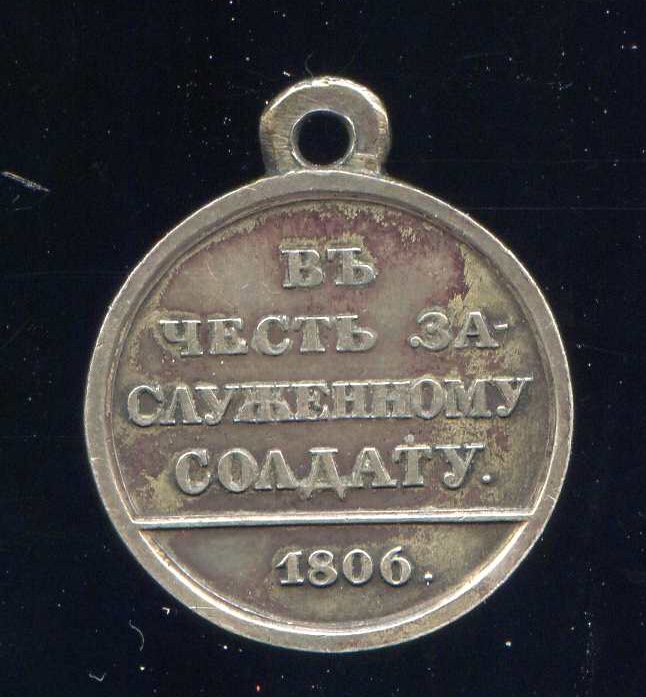 ВЪ
ЧЕСТЬ ЗА-
СЛУЖЕННОМУ
СОЛДАТУ.
1806.